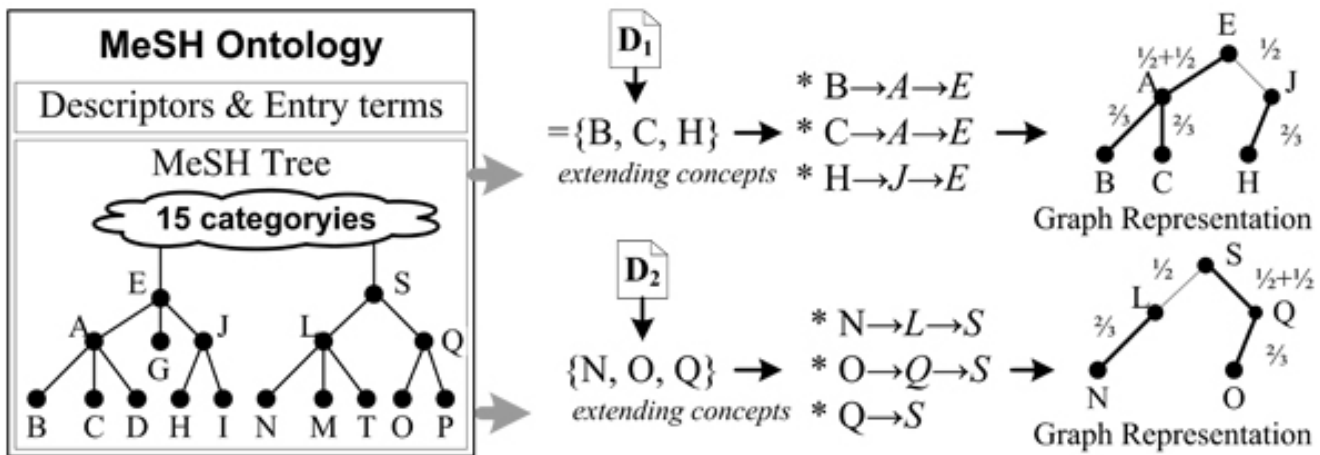 MeSH Ontology
Descriptors & Entry terms
MeSH Tree
15 categoryies
E S
A J L Q
G
B C D H I N M T O P
D₁
={B, C, H}
extending concepts
* B→A→E
* C→A→E
* H→J→E
E
½+½ ½
A J
⅔ ⅔ ⅔
B C H
Graph Representation
D₂
{N, O, Q}
extending concepts
* N→L→S
* O→Q→S
* Q→S
S
½ ½+½
L Q
⅔ ⅔
N O
Graph Representation